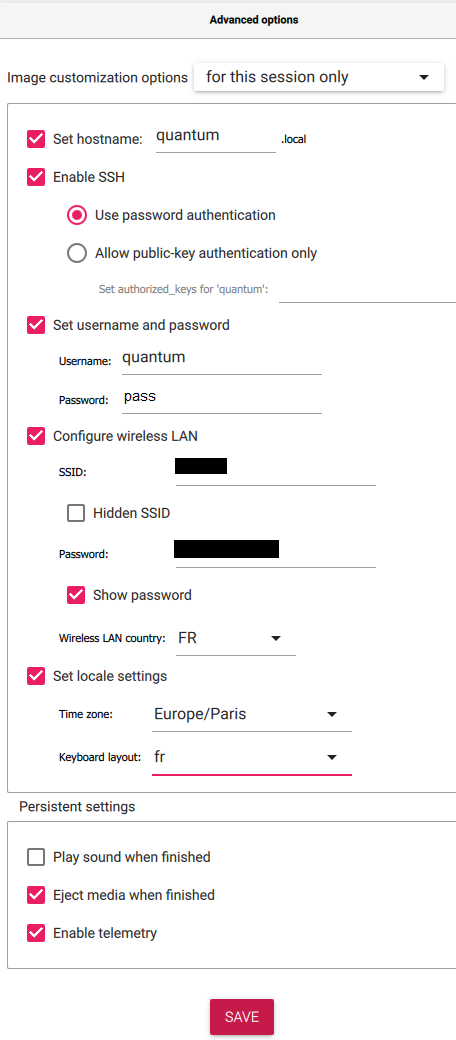 Advanced options
Image customization options for this session only
Set hostname: quantum .local
Enable SSH
Use password authentication
Allow public-key authentication only
Set authorized_keys for 'quantum':
Set username and password
Username: quantum
Password: pass
Configure wireless LAN
SSID:
Hidden SSID
Password:
Show password
Wireless LAN country: FR
Set locale settings
Time zone: Europe/Paris
Keyboard layout: fr
Persistent settings
Play sound when finished
Eject media when finished
Enable telemetry
SAVE